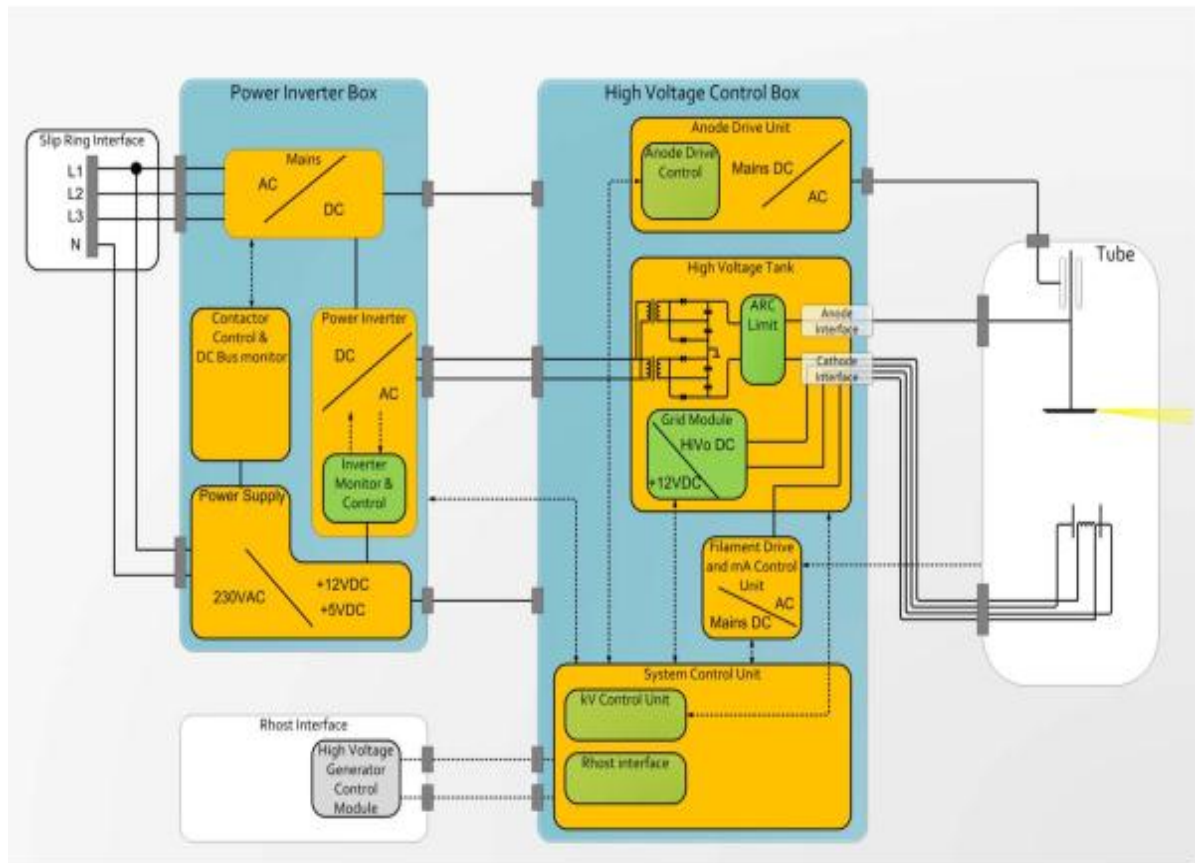 Power Inverter Box
High Voltage Control Box
Slip Ring Interface
L1
L2
L3
N
Mains
AC
DC
Contactor
Control &
DC Bus monitor
Power Inverter
DC
AC
Inverter
Monitor &
Control
Power Supply
230VAC
+12VDC
+5VDC
Anode Drive Unit
Anode Drive
Control
Mains DC
AC
High Voltage Tank
ARC
Limit
Anode
interface
Cathode
Interface
Grid Module
HiVo DC
+12VDC
Filament Drive
and mA Control
Unit
AC
Mains DC
System Control Unit
kV Control Unit
Rhost interface
Tube
Rhost Interface
High Voltage
Generator
Control
Module